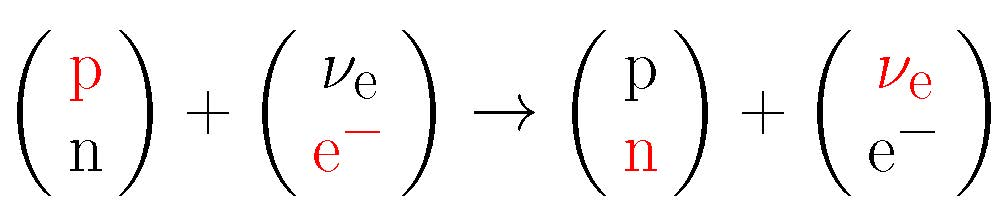 ( p n ) + ( νe e− ) → ( p n ) + ( νe e− )